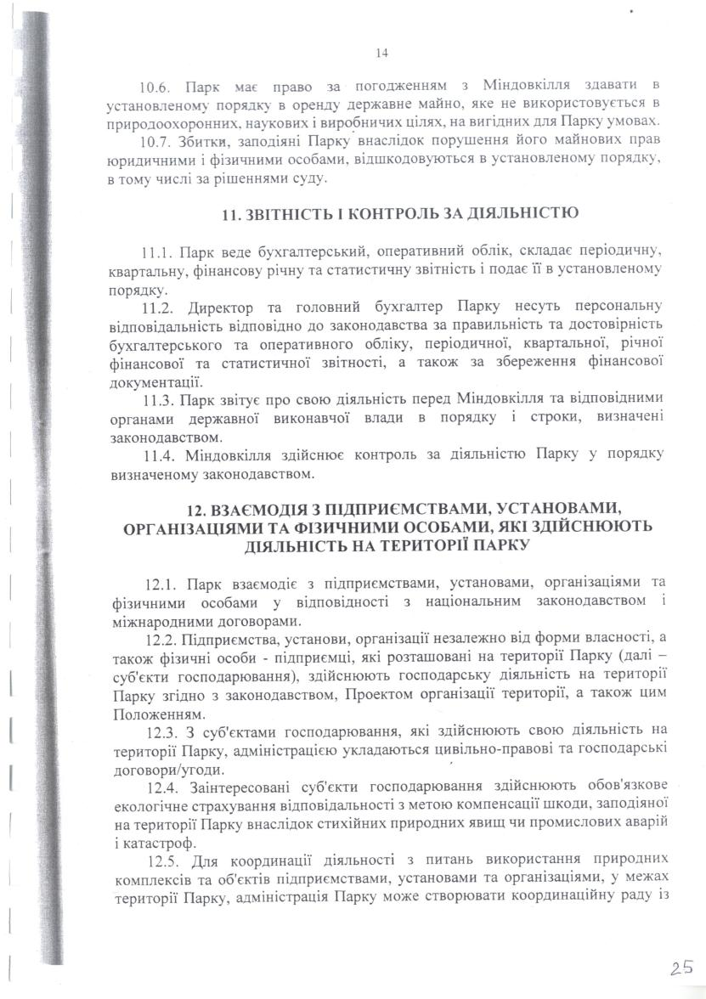 14
10.6. Парк має право за погодженням з Міндовкілля здавати в
установленому порядку в оренду державне майно, яке не використовується в
природоохоронних, наукових і виробничих цілях, на вигідних для Парку умовах.
10.7. Збитки, заподіяні Парку внаслідок порушення його майнових прав
юридичними і фізичними особами, відшкодовуються в установленому порядку,
в тому числі за рішеннями суду.
11. ЗВІТНІСТЬ І КОНТРОЛЬ ЗА ДІЯЛЬНІСТЮ
11.1. Парк веде бухгалтерський, оперативний облік, складає періодичну,
квартальну, фінансову річну та статистичну звітність і подає її в установленому
порядку.
11.2. Директор та головний бухгалтер Парку несуть персональну
відповідальність відповідно до законодавства за правильність та достовірність
бухгалтерського та оперативного обліку, періодичної, квартальної, річної
фінансової та статистичної звітності, а також за збереження фінансової
документації.
11.3. Парк звітує про свою діяльність перед Міндовкілля та відповідними
органами державної виконавчої влади в порядку і строки, визначені
законодавством.
11.4. Міндовкілля здійснює контроль за діяльністю Парку у порядку
визначеному законодавством.
12. ВЗАЄМОДІЯ З ПІДПРИЄМСТВАМИ, УСТАНОВАМИ,
ОРГАНІЗАЦІЯМИ ТА ФІЗИЧНИМИ ОСОБАМИ, ЯКІ ЗДІЙСНЮЮТЬ
ДІЯЛЬНІСТЬ НА ТЕРИТОРІЇ ПАРКУ
12.1. Парк взаємодіє з підприємствами, установами, організаціями та
фізичними особами у відповідності з національним законодавством і
міжнародними договорами.
12.2. Підприємства, установи, організації незалежно від форми власності, а
також фізичні особи - підприємці, які розташовані на території Парку (далі –
суб'єкти господарювання), здійснюють господарську діяльність на території
Парку згідно з законодавством, Проектом організації території, а також цим
Положенням.
12.3. З суб'єктами господарювання, які здійснюють свою діяльність на
території Парку, адміністрацією укладаються цивільно-правові та господарські
договори/угоди.
12.4. Заінтересовані суб'єкти господарювання здійснюють обов'язкове
екологічне страхування відповідальності з метою компенсації шкоди, заподіяної
на території Парку внаслідок стихійних природних явищ чи промислових аварій
і катастроф.
12.5. Для координації діяльності з питань використання природних
комплексів та об'єктів підприємствами, установами та організаціями, у межах
території Парку, адміністрація Парку може створювати координаційну раду із
25